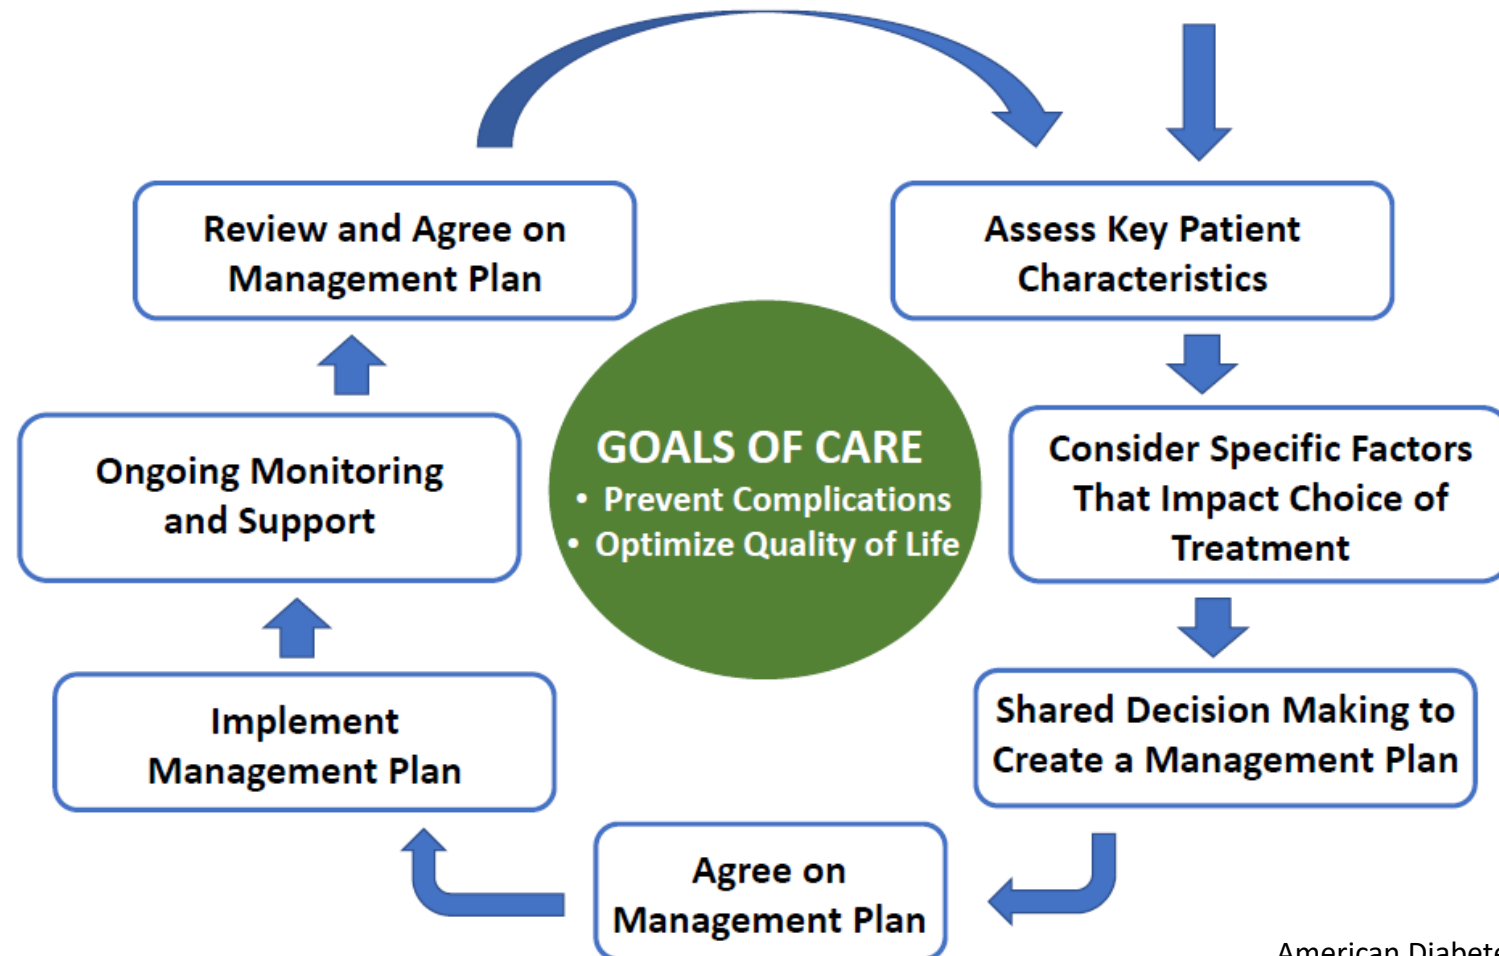 Review and Agree on
Management Plan
Assess Key Patient
Characteristics
Ongoing Monitoring
and Support
GOALS OF CARE
• Prevent Complications
• Optimize Quality of Life
Consider Specific Factors
That Impact Choice of
Treatment
Implement
Management Plan
Shared Decision Making to
Create a Management Plan
Agree on
Management Plan
American